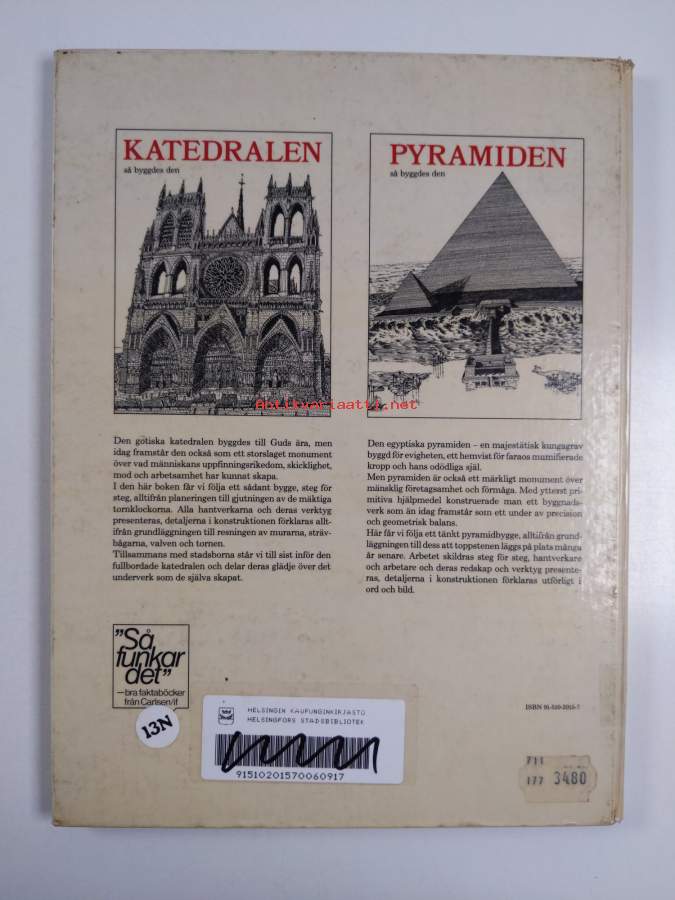 KATEDRALEN
så byggdes den
PYRAMIDEN
så byggdes den
Antikvariaatti.net
Den gotiska katedralen byggdes till Guds ära, men
idag framstår den också som ett storslaget monument
över vad människans uppfinningsrikedom, skicklighet,
mod och arbetsamhet har kunnat skapa.
I den här boken får vi följa ett sådant bygge, steg för
steg, alltifrån planeringen till gjutningen av de mäktiga
tornklockorna. Alla hantverkarna och deras verktyg
presenteras, detaljerna i konstruktionen förklaras allt-
ifrån grundläggningen till resningen av murarna, sträv-
bågarna, valven och tornen.
Tillsammans med stadsborna står vi till sist inför den
fullbordade katedralen och delar deras glädje över det
underverk som de själva skapat.
Den egyptiska pyramiden – en majestätisk kungagrav
byggd för evigheten, ett hemvist för faraos mumifierade
kropp och hans odödliga själ.
Men pyramiden är också ett märkligt monument över
mänsklig företagsamhet och förmåga. Med ytterst pri-
mitiva hjälpmedel konstruerade man ett byggnads-
verk som än idag framstår som ett under av precision
och geometrisk balans.
Här får vi följa ett tänkt pyramidbygge, alltifrån grund-
läggningen till dess att toppstenen läggs på plats många
år senare. Arbetet skildras steg för steg, hantverkare
och arbetare och deras redskap och verktyg presente-
ras, detaljerna i konstruktionen förklaras utförligt i
ord och bild.
"Så
funkar
det"
—bra faktaböcker
från Carlsen/if
13N
HELSINGIN KAUPUNGINKIRJASTO
HELSINGFORS STADSBIBLIOTEK
91510201570060917
ISBN 91-510-2015-7
711
177 3480